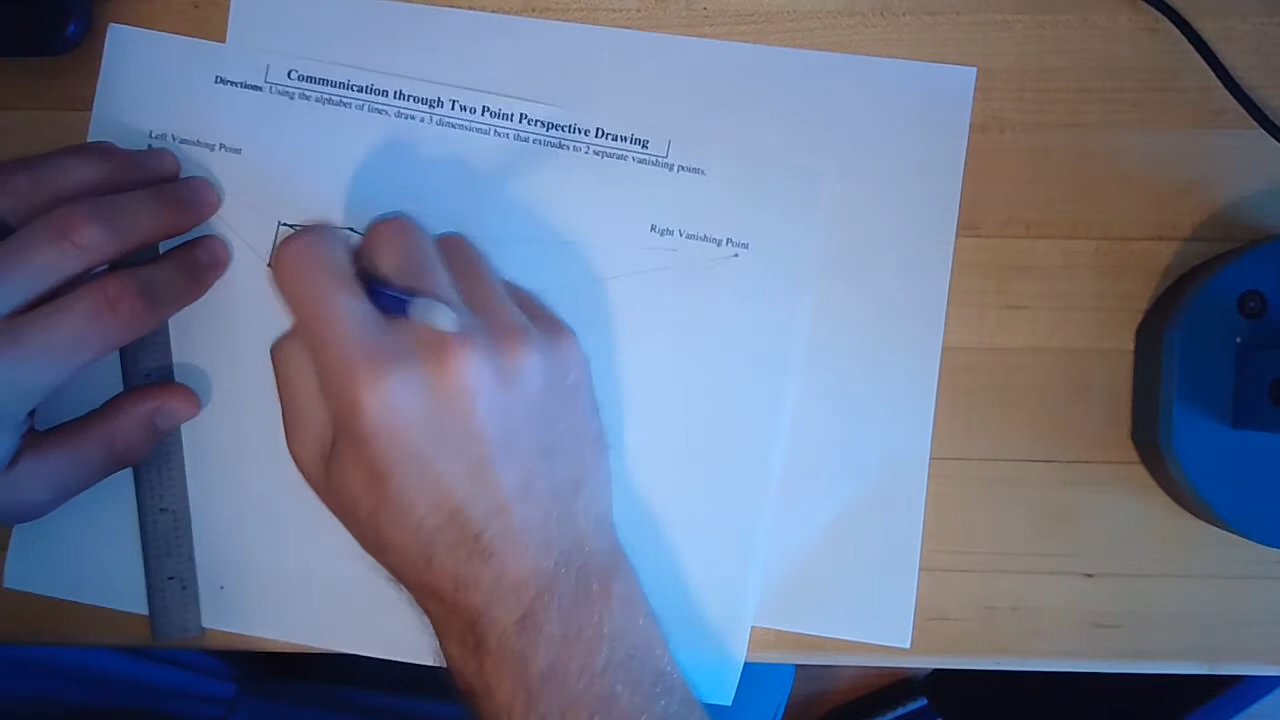 Communication through Two Point Perspective Drawing
Directions: Using the alphabet of lines, draw a 3 dimensional box that extrudes to 2 separate vanishing points.
Left Vanishing Point
Right Vanishing Point